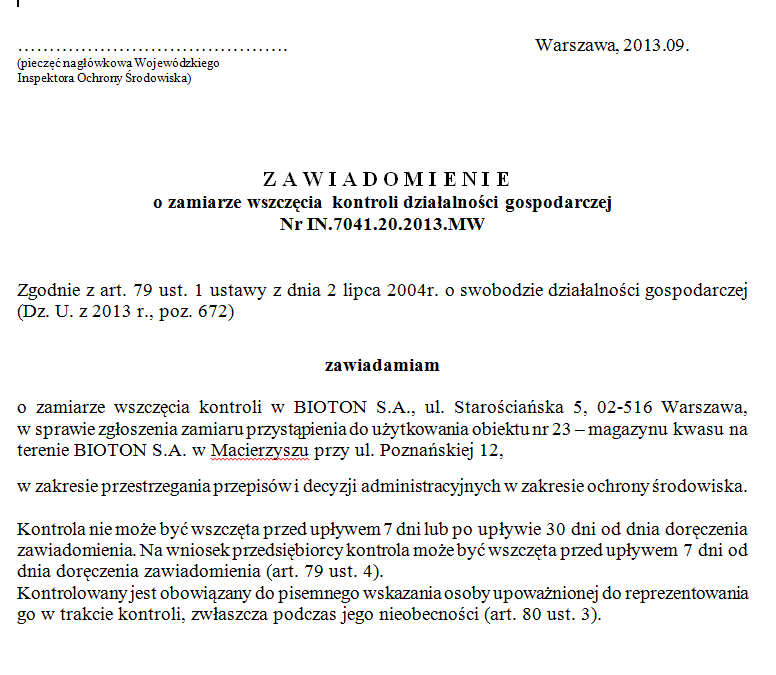 ……………………………………. Warszawa, 2013.09.
(pieczęć nagłówkowa Wojewódzkiego
Inspektora Ochrony Środowiska)
Z A W I A D O M I E N I E
o zamiarze wszczęcia kontroli działalności gospodarczej
Nr IN.7041.20.2013.MW
Zgodnie z art. 79 ust. 1 ustawy z dnia 2 lipca 2004r. o swobodzie działalności gospodarczej
(Dz. U. z 2013 r., poz. 672)
zawiadamiam
o zamiarze wszczęcia kontroli w BIOTON S.A., ul. Starościańska 5, 02-516 Warszawa,
w sprawie zgłoszenia zamiaru przystąpienia do użytkowania obiektu nr 23 – magazynu kwasu na
terenie BIOTON S.A. w Macierzyszu przy ul. Poznańskiej 12,
w zakresie przestrzegania przepisów i decyzji administracyjnych w zakresie ochrony środowiska.
Kontrola nie może być wszczęta przed upływem 7 dni lub po upływie 30 dni od dnia doręczenia
zawiadomienia. Na wniosek przedsiębiorcy kontrola może być wszczęta przed upływem 7 dni od
dnia doręczenia zawiadomienia (art. 79 ust. 4).
Kontrolowany jest obowiązany do pisemnego wskazania osoby upoważnionej do reprezentowania
go w trakcie kontroli, zwłaszcza podczas jego nieobecności (art. 80 ust. 3).